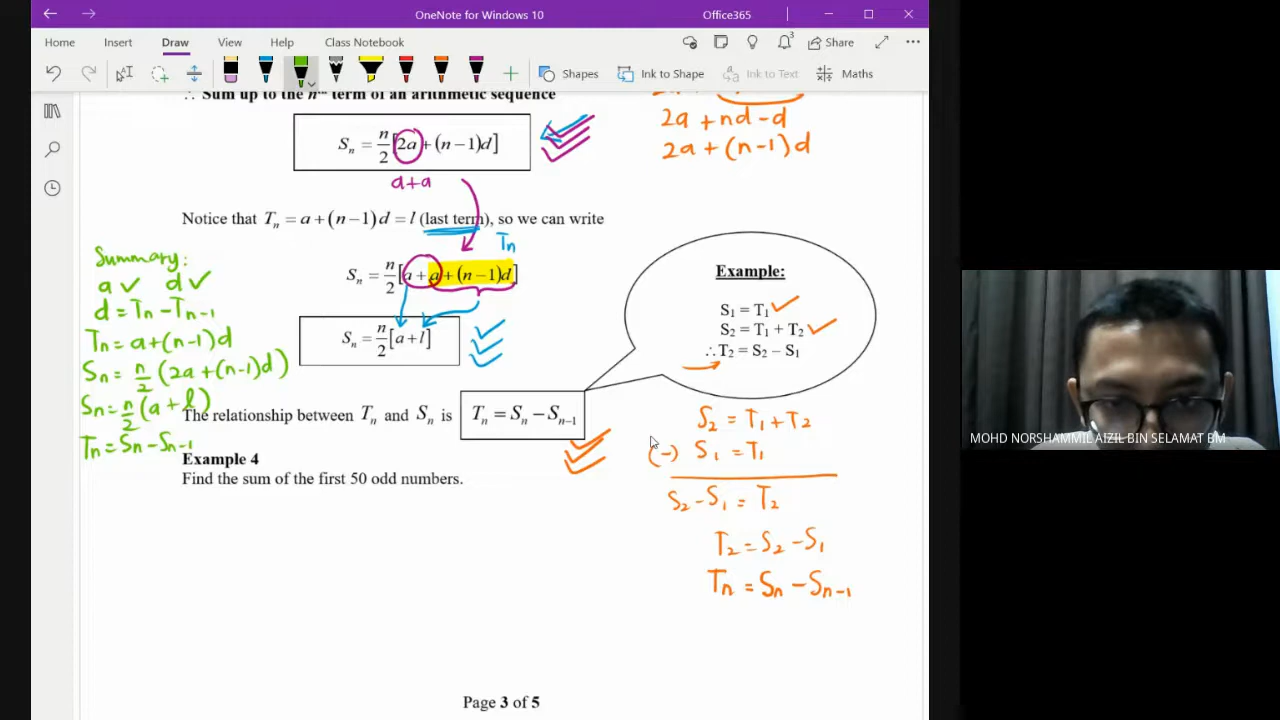 OneNote for Windows 10
Office365
Home Insert Draw View Help Class Notebook
Share
Shapes
Ink to Shape
Ink to Text
Maths
∴ Sum up to the nth term of an arithmetic sequence
2a + nd - d
2a + (n-1)d
Sn = n/2[2a + (n-1)d]
a+a
Notice that Tn = a + (n-1)d = l (last term), so we can write
Tn
Sn = n/2[a + a + (n-1)d]
Sn = n/2[a + l]
Summary:
a ✓ d ✓
d = Tn - Tn-1
Tn = a+(n-1)d
Sn = n/2 (2a+(n-1)d)
Sn = n/2 (a+l)
Tn = Sn - Sn-1
The relationship between Tn and Sn is Tn = Sn - Sn-1
Example:
S1 = T1
S2 = T1 + T2
∴ T2 = S2 - S1
S2 = T1 + T2
(-) S1 = T1
S2 - S1 = T2
T2 = S2 - S1
Tn = Sn - Sn-1
Example 4
Find the sum of the first 50 odd numbers.
Page 3 of 5
MOHD NORSHAMMIL AIZIL BIN SELAMAT BM